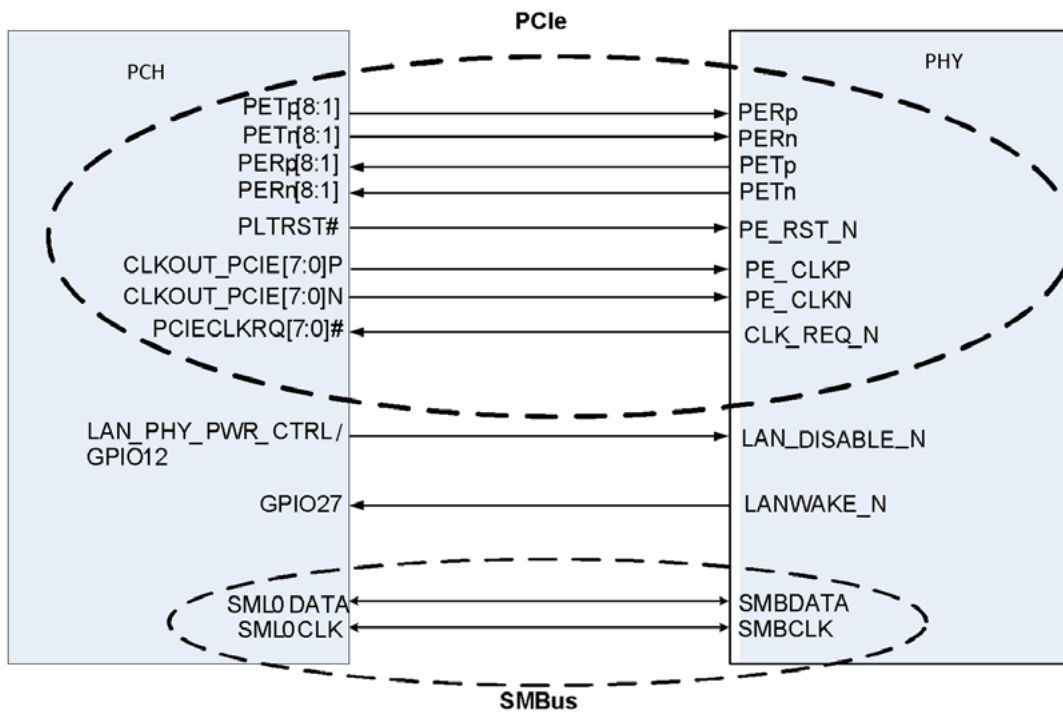 PCIe
PCH PHY
PETp[8:1] PERp
PETn[8:1] PERn
PERp[8:1] PETp
PERn[8:1] PETn
PLTRST# PE_RST_N
CLKOUT_PCIE[7:0]P PE_CLKP
CLKOUT_PCIE[7:0]N PE_CLKN
PCIECLKRQ[7:0]# CLK_REQ_N
LAN_PHY_PWR_CTRL/ LAN_DISABLE_N
GPIO12
GPIO27 LANWAKE_N
SML0DATA SMBDATA
SML0CLK SMBCLK
SMBus